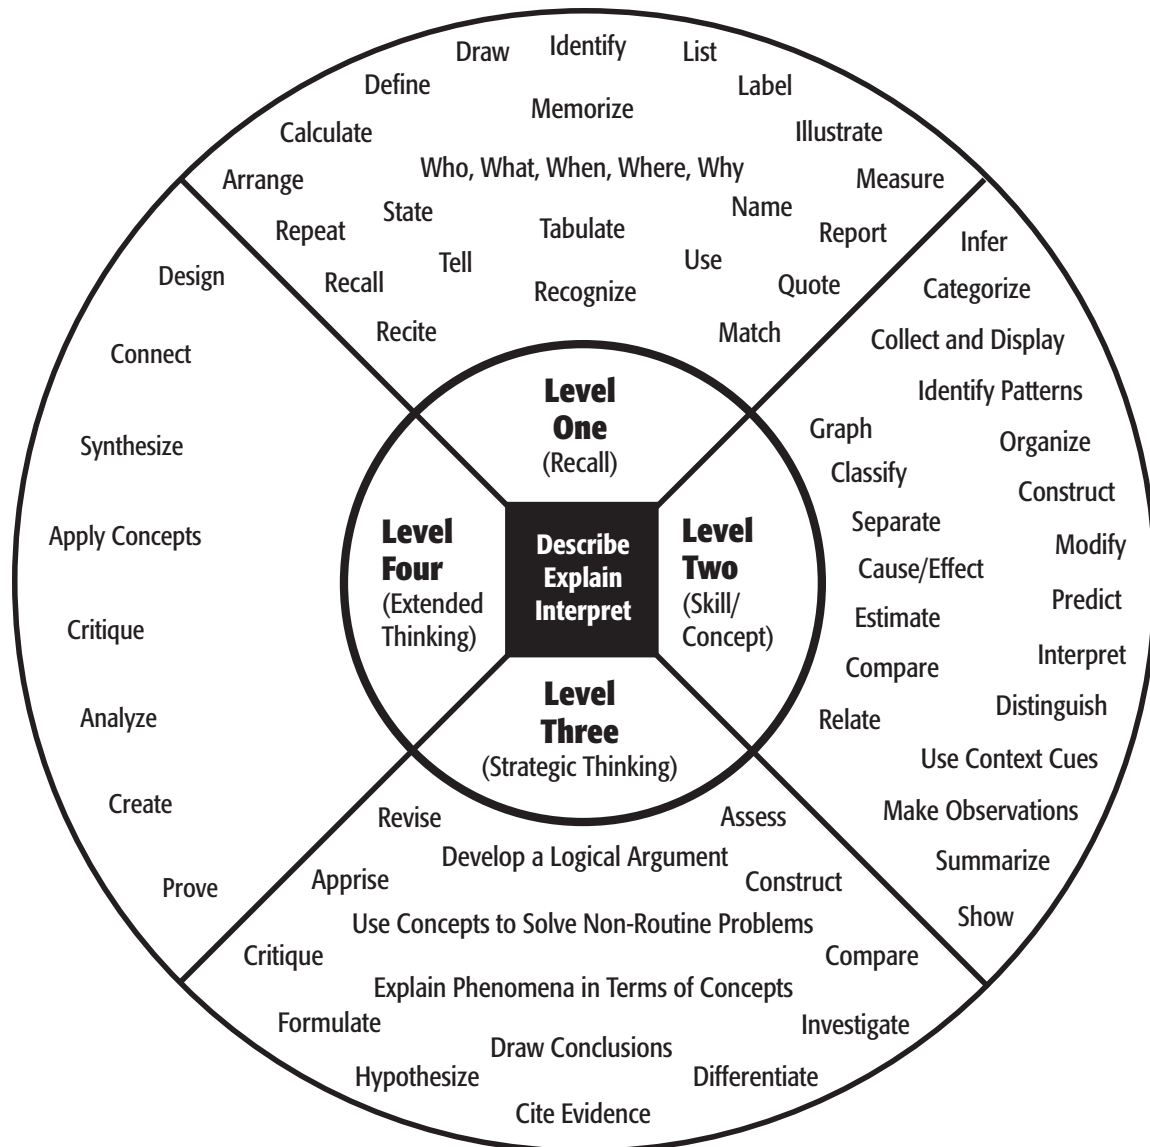 Draw
Identify
List
Define
Label
Memorize
Calculate
Illustrate
Who, What, When, Where, Why
Arrange
Measure
State
Name
Repeat
Tabulate
Report
Tell
Use
Recall
Recognize
Quote
Recite
Match
Level
One
(Recall)
Infer
Categorize
Collect and Display
Identify Patterns
Graph
Organize
Classify
Construct
Separate
Modify
Cause/Effect
Predict
Estimate
Interpret
Compare
Distinguish
Relate
Use Context Cues
Make Observations
Summarize
Show
Level
Two
(Skill/
Concept)
Describe
Explain
Interpret
Level
Three
(Strategic Thinking)
Revise
Assess
Develop a Logical Argument
Apprise
Construct
Use Concepts to Solve Non-Routine Problems
Critique
Compare
Explain Phenomena in Terms of Concepts
Formulate
Investigate
Draw Conclusions
Hypothesize
Differentiate
Cite Evidence
Level
Four
(Extended
Thinking)
Design
Connect
Synthesize
Apply Concepts
Critique
Analyze
Create
Prove